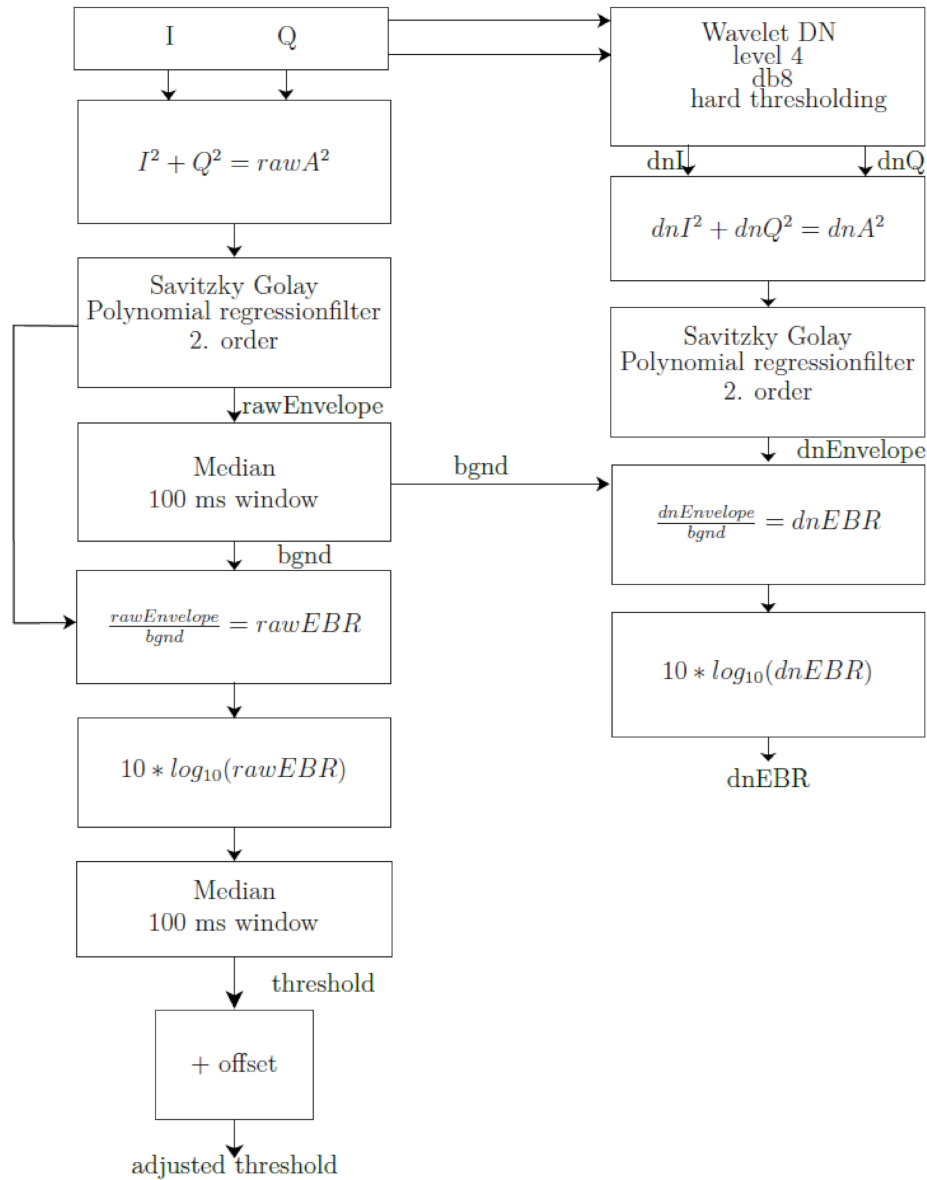 I Q
I² + Q² = rawA²
Savitzky Golay
Polynomial regressionfilter
2. order
rawEnvelope
Median
100 ms window
bgnd
bgnd
rawEnvelope/bgnd = rawEBR
10 * log₁₀(rawEBR)
Median
100 ms window
threshold
+ offset
adjusted threshold
Wavelet DN
level 4
db8
hard thresholding
dnI dnQ
dnI² + dnQ² = dnA²
Savitzky Golay
Polynomial regressionfilter
2. order
dnEnvelope
dnEnvelope/bgnd = dnEBR
10 * log₁₀(dnEBR)
dnEBR